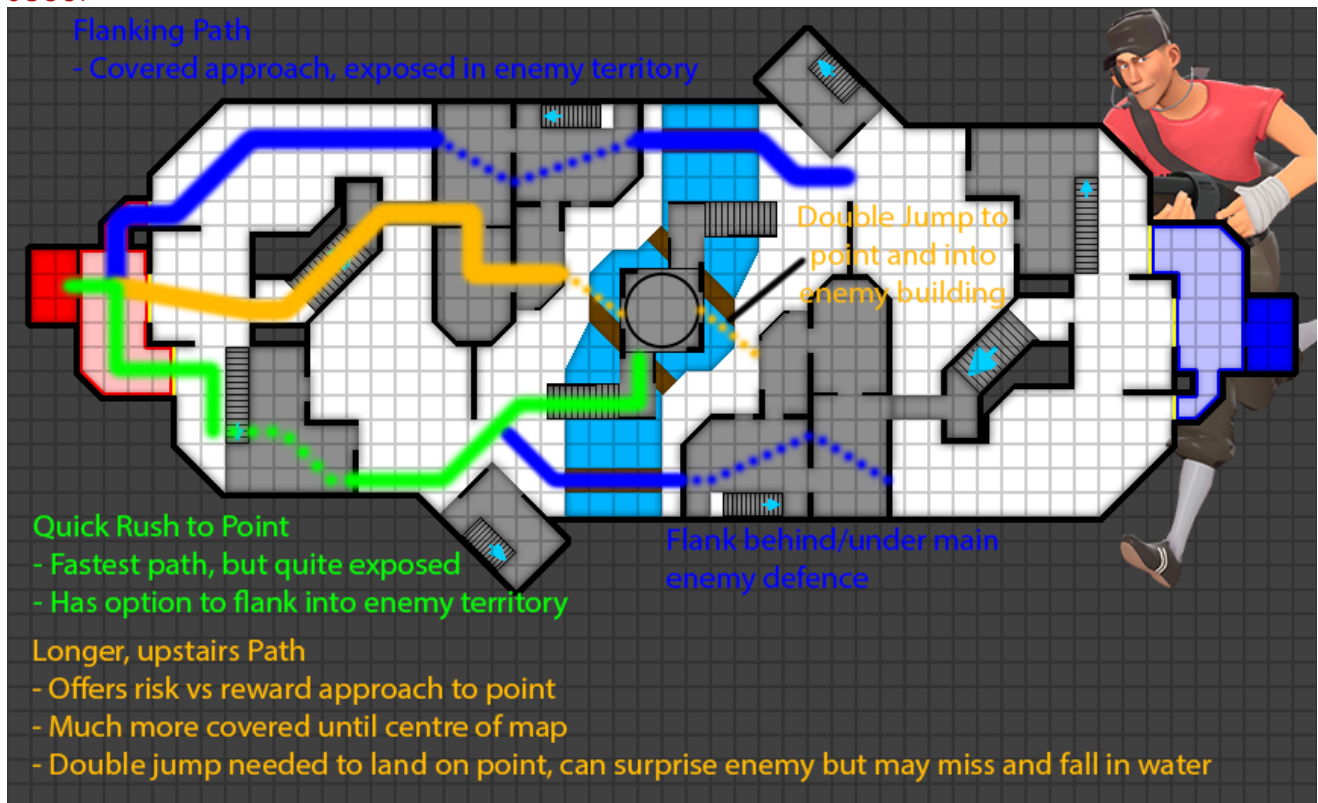 Flanking Path
- Covered approach, exposed in enemy territory
Double Jump to
point and into
enemy building
Flank behind/under main
enemy defence
Quick Rush to Point
- Fastest path, but quite exposed
- Has option to flank into enemy territory
Longer, upstairs Path
- Offers risk vs reward approach to point
- Much more covered until centre of map
- Double jump needed to land on point, can surprise enemy but may miss and fall in water